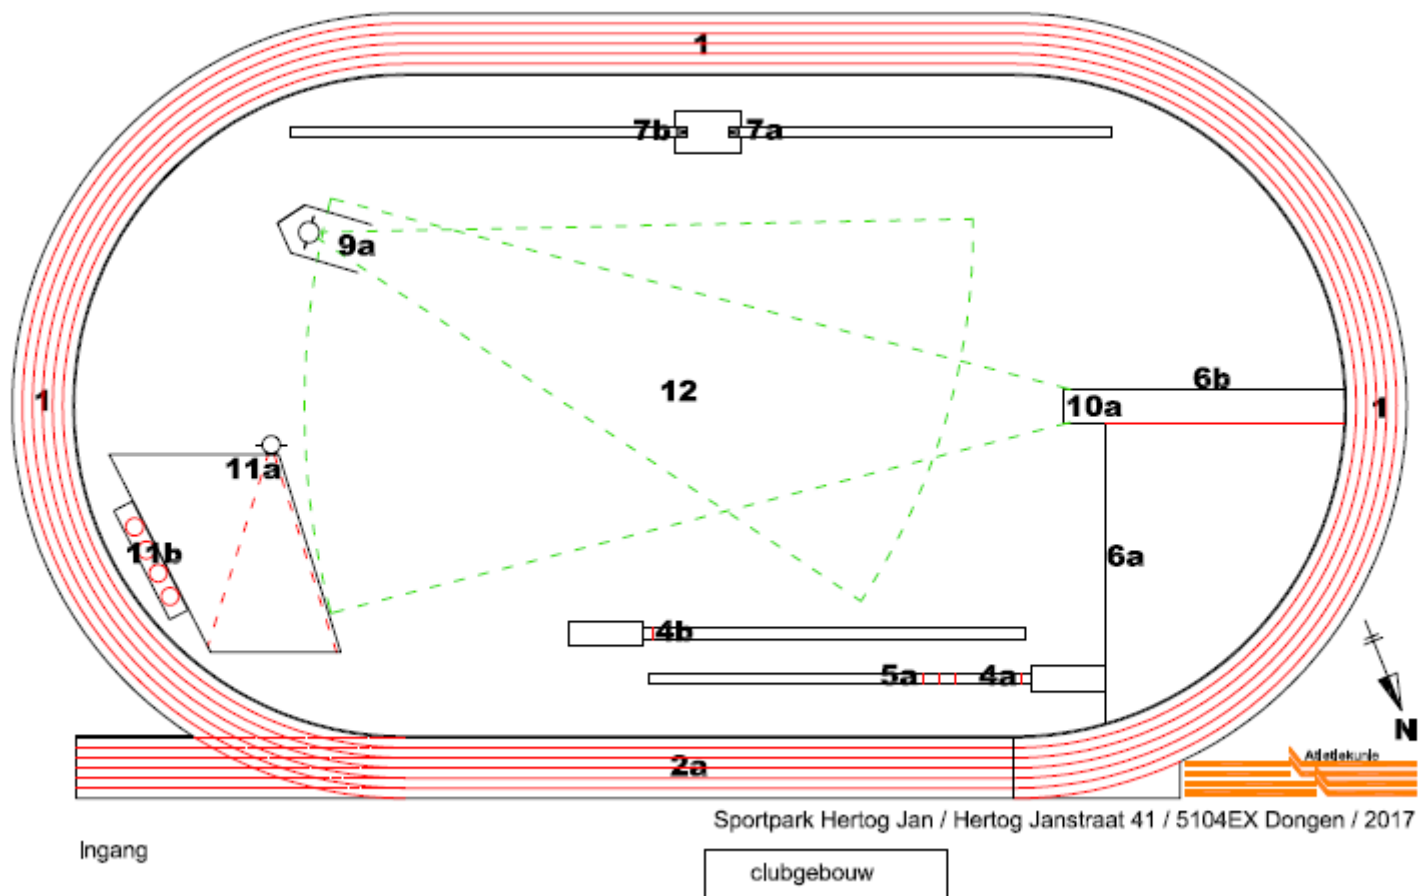 1
7b
7a
9a
12
6b
1
10a
1
11a
11b
6a
4b
5a
4a
N
2a
Atletiekunie
Sportpark Hertog Jan / Hertog Janstraat 41 / 5104EX Dongen / 2017
Ingang
clubgebouw